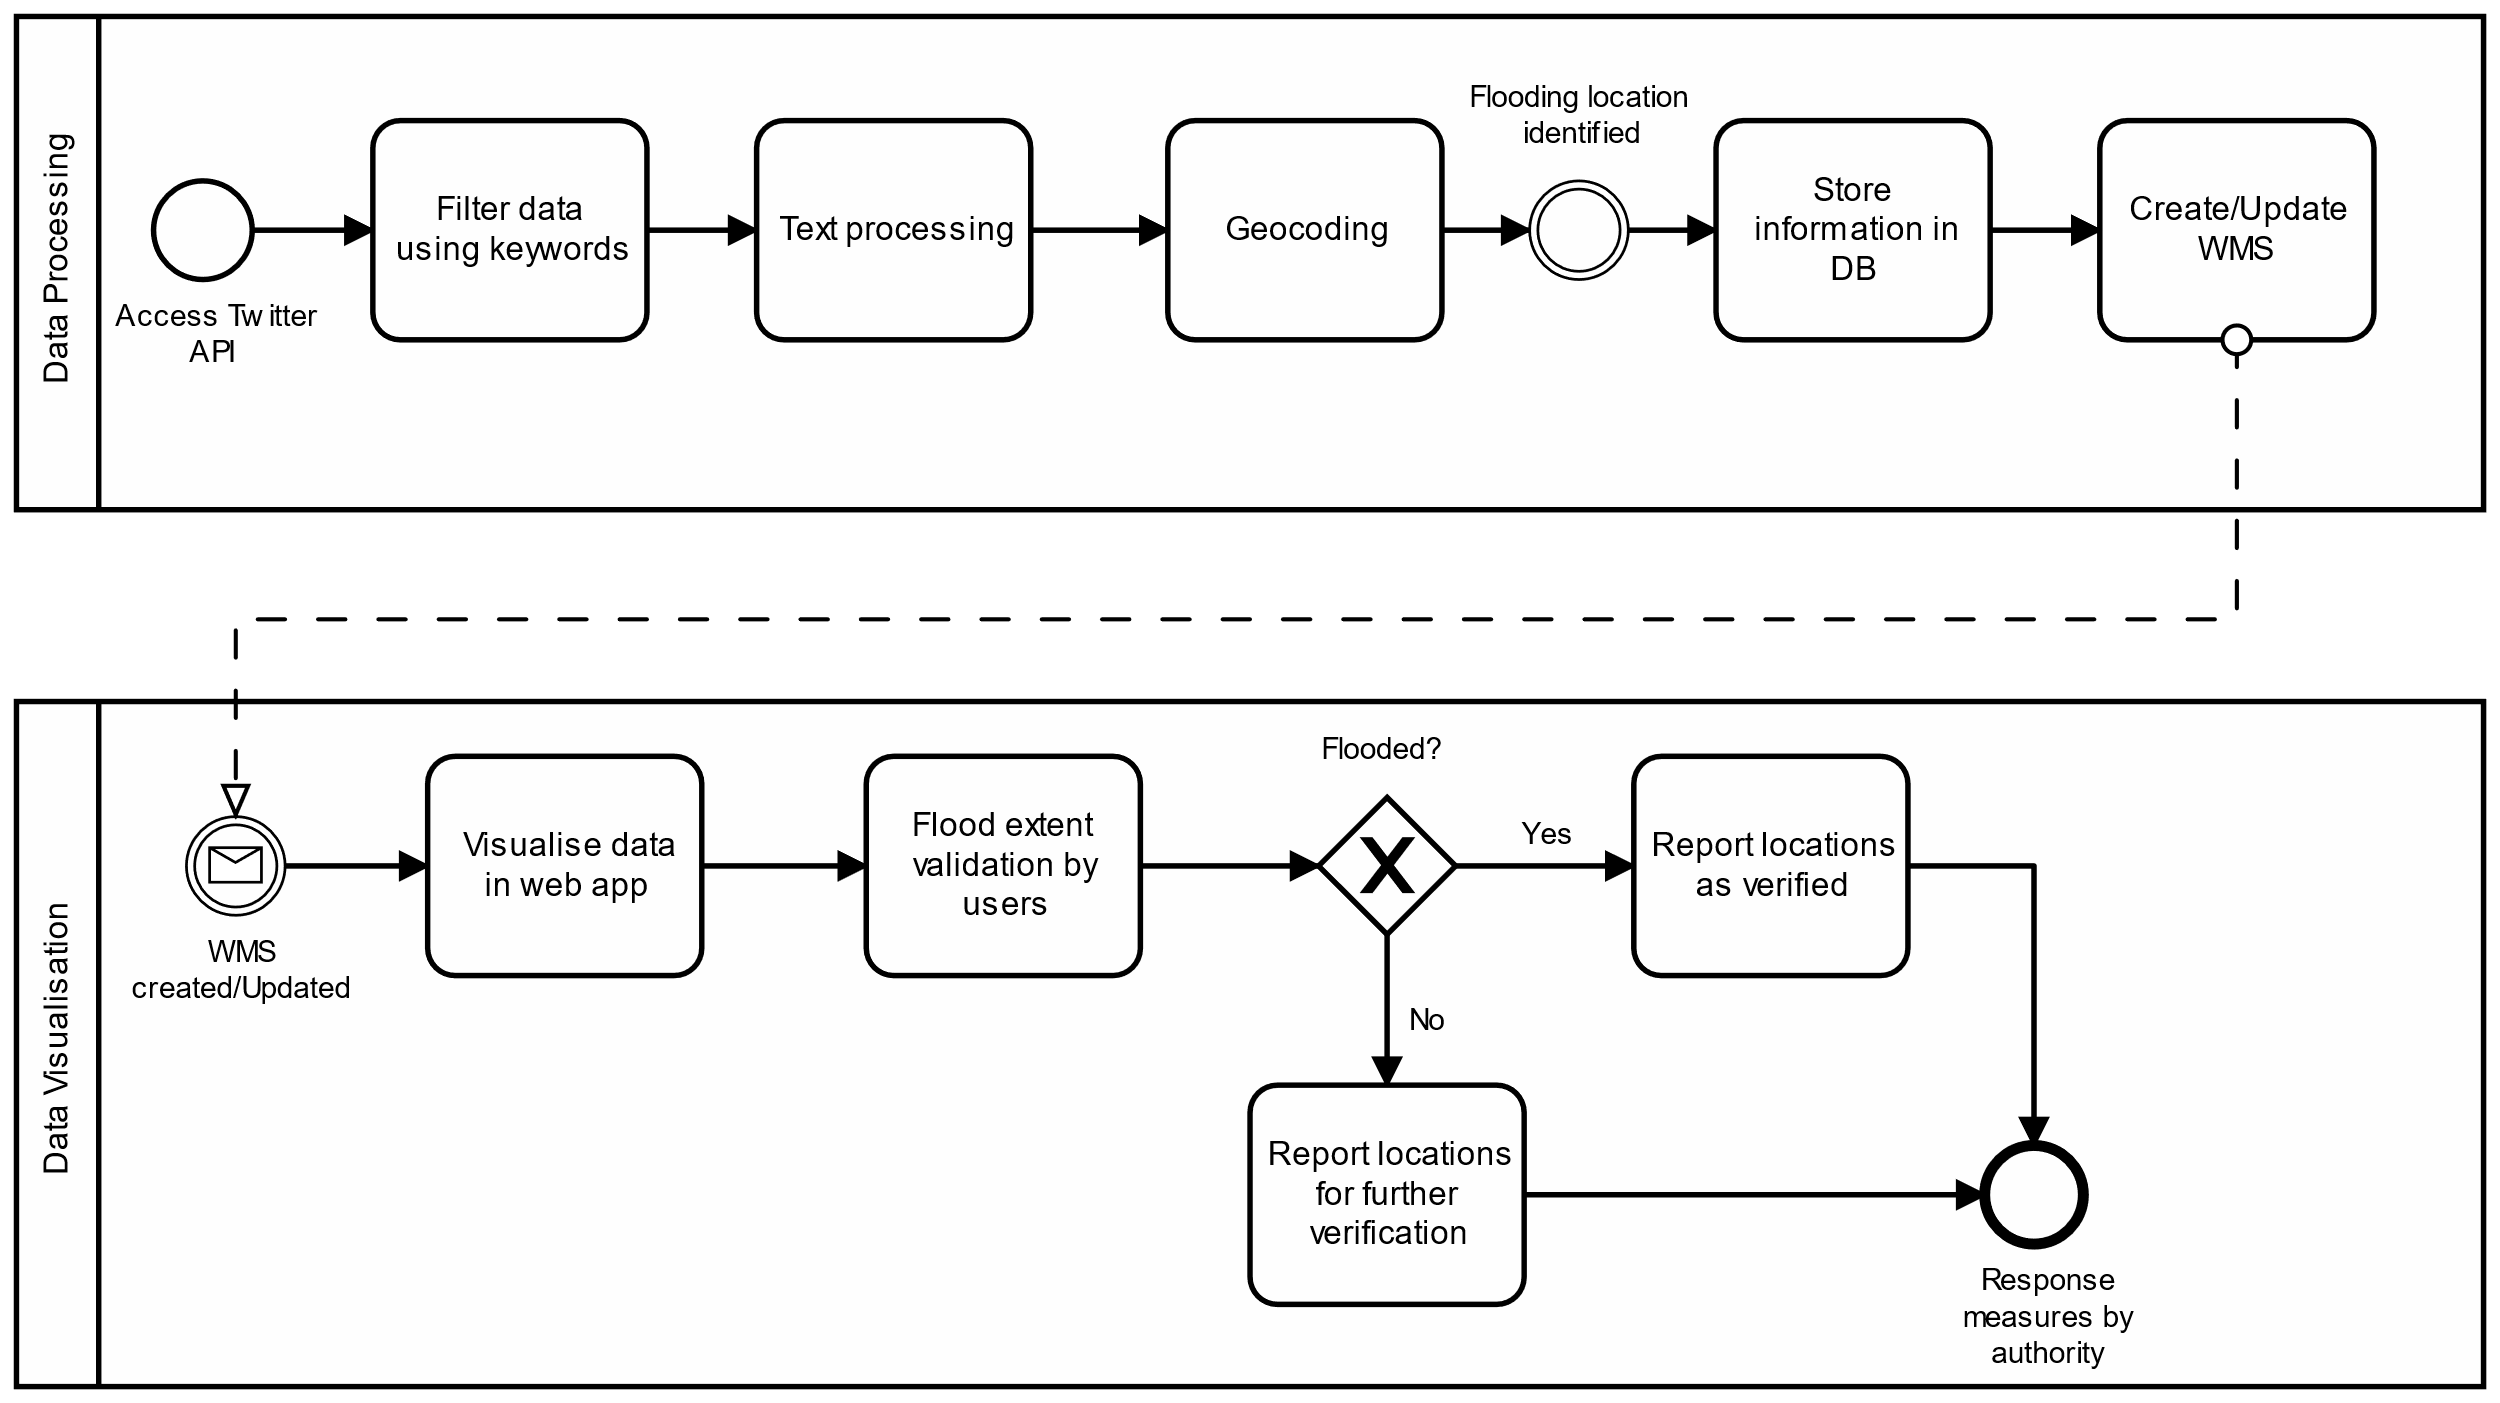 Data Processing
Access Twitter
API
Filter data
using keywords
Text processing
Geocoding
Flooding location
identified
Store
information in
DB
Create/Update
WMS
Data Visualisation
WMS
created/Updated
Visualise data
in web app
Flood extent
validation by
users
Flooded?
Yes
No
Report locations
as verified
Report locations
for further
verification
Response
measures by
authority